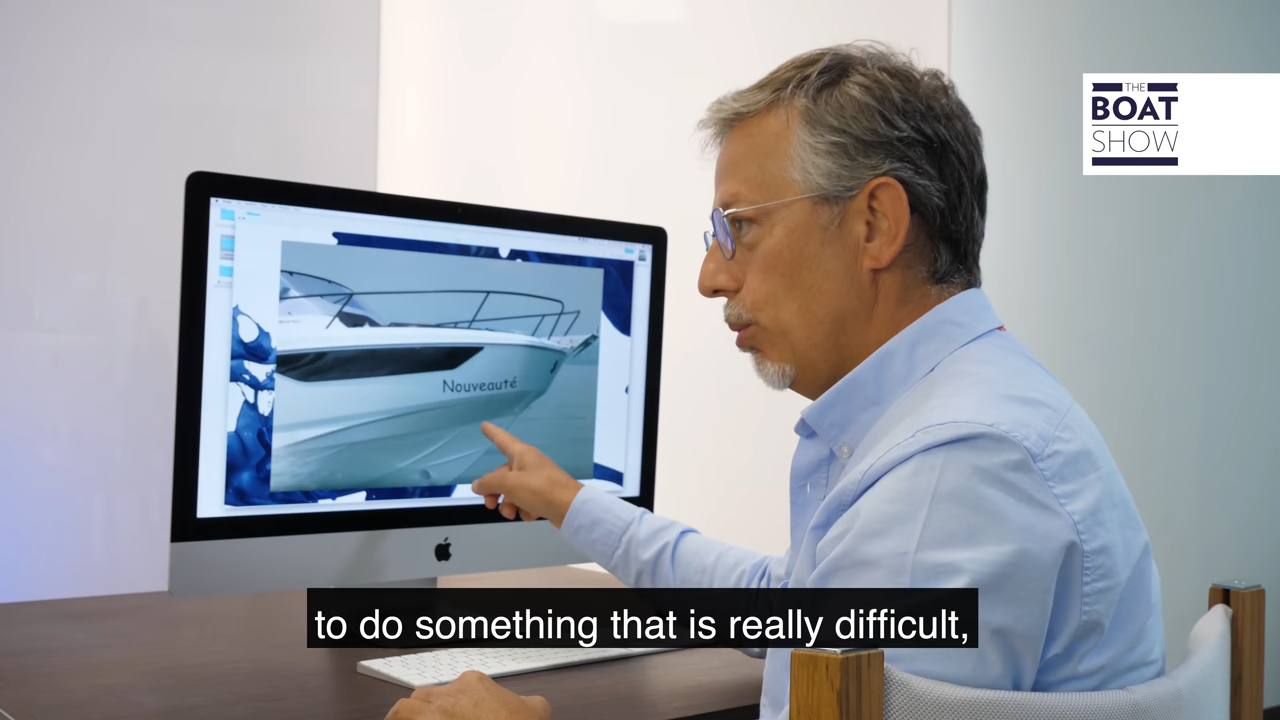 THE
BOAT
SHOW
Nouveauté
to do something that is really difficult,